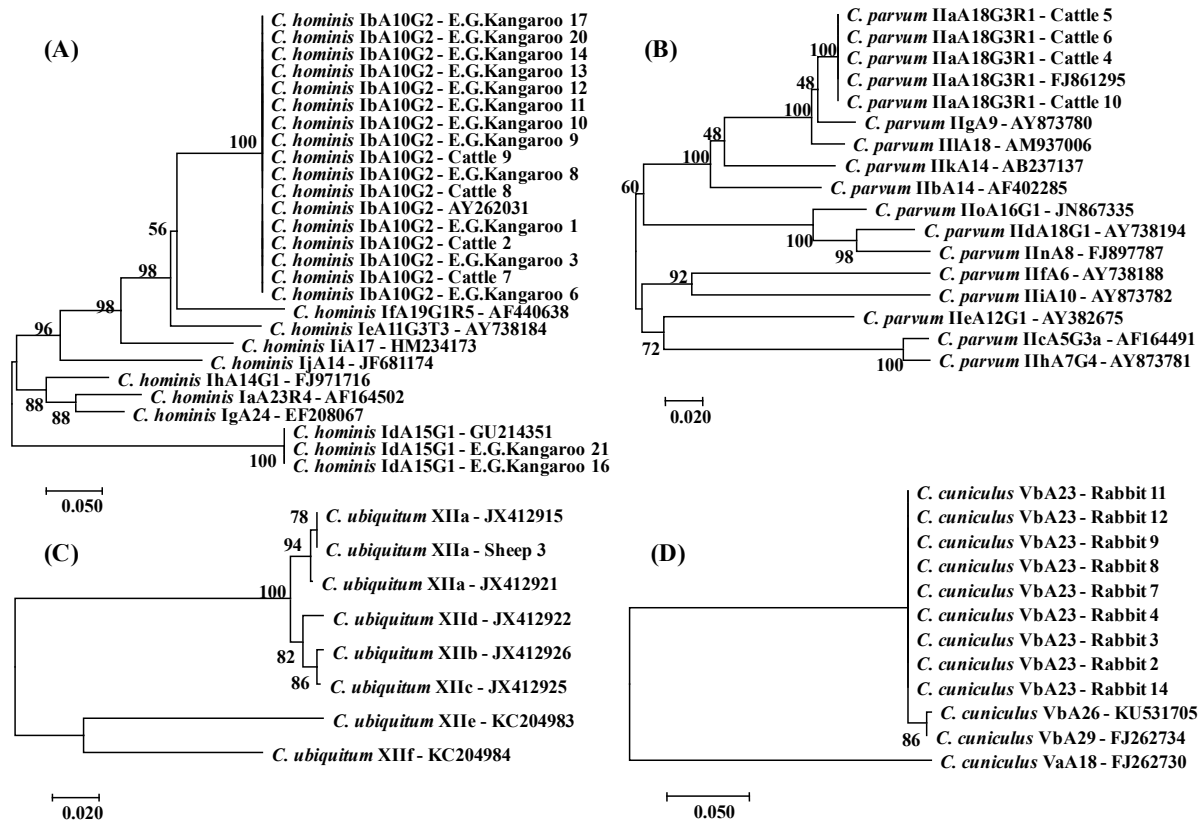 (A)
C. hominis IbA10G2 - E.G.Kangaroo 17
C. hominis IbA10G2 - E.G.Kangaroo 20
C. hominis IbA10G2 - E.G.Kangaroo 14
C. hominis IbA10G2 - E.G.Kangaroo 13
C. hominis IbA10G2 - E.G.Kangaroo 12
C. hominis IbA10G2 - E.G.Kangaroo 11
C. hominis IbA10G2 - E.G.Kangaroo 10
C. hominis IbA10G2 - E.G.Kangaroo 9
C. hominis IbA10G2 - Cattle 9
C. hominis IbA10G2 - E.G.Kangaroo 8
C. hominis IbA10G2 - Cattle 8
C. hominis IbA10G2 - AY262031
C. hominis IbA10G2 - E.G.Kangaroo 1
C. hominis IbA10G2 - Cattle 2
C. hominis IbA10G2 - E.G.Kangaroo 3
C. hominis IbA10G2 - Cattle 7
C. hominis IbA10G2 - E.G.Kangaroo 6
C. hominis IfA19G1R5 - AF440638
C. hominis IeA11G3T3 - AY738184
C. hominis IiA17 - HM234173
C. hominis IjA14 - JF681174
C. hominis IhA14G1 - FJ971716
C. hominis IaA23R4 - AF164502
C. hominis IgA24 - EF208067
C. hominis IdA15G1 - GU214351
C. hominis IdA15G1 - E.G.Kangaroo 21
C. hominis IdA15G1 - E.G.Kangaroo 16
100
56
98
98
96
88
88
100
0.050
(B)
C. parvum IIaA18G3R1 - Cattle 5
C. parvum IIaA18G3R1 - Cattle 6
C. parvum IIaA18G3R1 - Cattle 4
C. parvum IIaA18G3R1 - FJ861295
C. parvum IIaA18G3R1 - Cattle 10
C. parvum IIgA9 - AY873780
C. parvum IIlA18 - AM937006
C. parvum IIkA14 - AB237137
C. parvum IIbA14 - AF402285
C. parvum IIoA16G1 - JN867335
C. parvum IIdA18G1 - AY738194
C. parvum IInA8 - FJ897787
C. parvum IIfA6 - AY738188
C. parvum IIiA10 - AY873782
C. parvum IIeA12G1 - AY382675
C. parvum IIcA5G3a - AF164491
C. parvum IIhA7G4 - AY873781
100
48
100
48
100
60
100
98
92
72
100
0.020
(C)
C. ubiquitum XIIa - JX412915
C. ubiquitum XIIa - Sheep 3
C. ubiquitum XIIa - JX412921
C. ubiquitum XIId - JX412922
C. ubiquitum XIIb - JX412926
C. ubiquitum XIIc - JX412925
C. ubiquitum XIIe - KC204983
C. ubiquitum XIIf - KC204984
78
94
100
82
86
0.020
(D)
C. cuniculus VbA23 - Rabbit 11
C. cuniculus VbA23 - Rabbit 12
C. cuniculus VbA23 - Rabbit 9
C. cuniculus VbA23 - Rabbit 8
C. cuniculus VbA23 - Rabbit 7
C. cuniculus VbA23 - Rabbit 4
C. cuniculus VbA23 - Rabbit 3
C. cuniculus VbA23 - Rabbit 2
C. cuniculus VbA23 - Rabbit 14
C. cuniculus VbA26 - KU531705
C. cuniculus VbA29 - FJ262734
C. cuniculus VaA18 - FJ262730
86
0.050